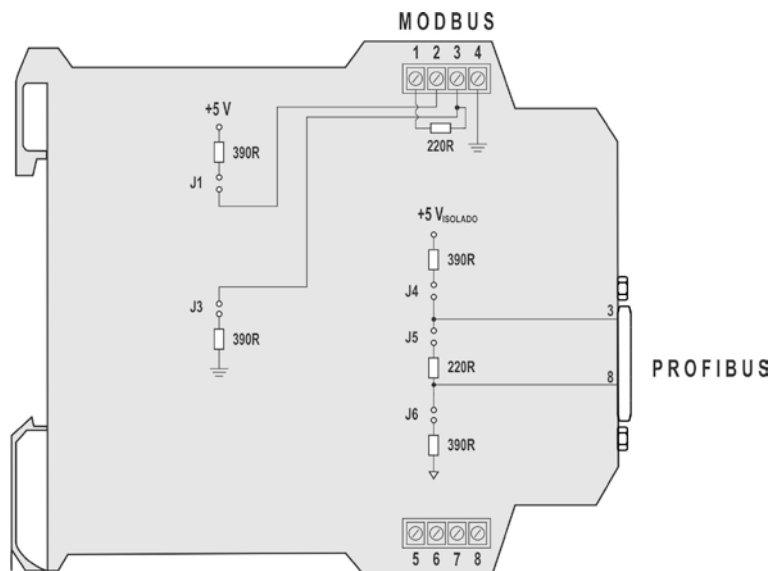 MODBUS
1 2 3 4
+5 V
390R
220R
J1
+5 VISOLADO
390R
J4
J3
3
J5
390R
220R
PROFIBUS
8
J6
390R
5 6 7 8